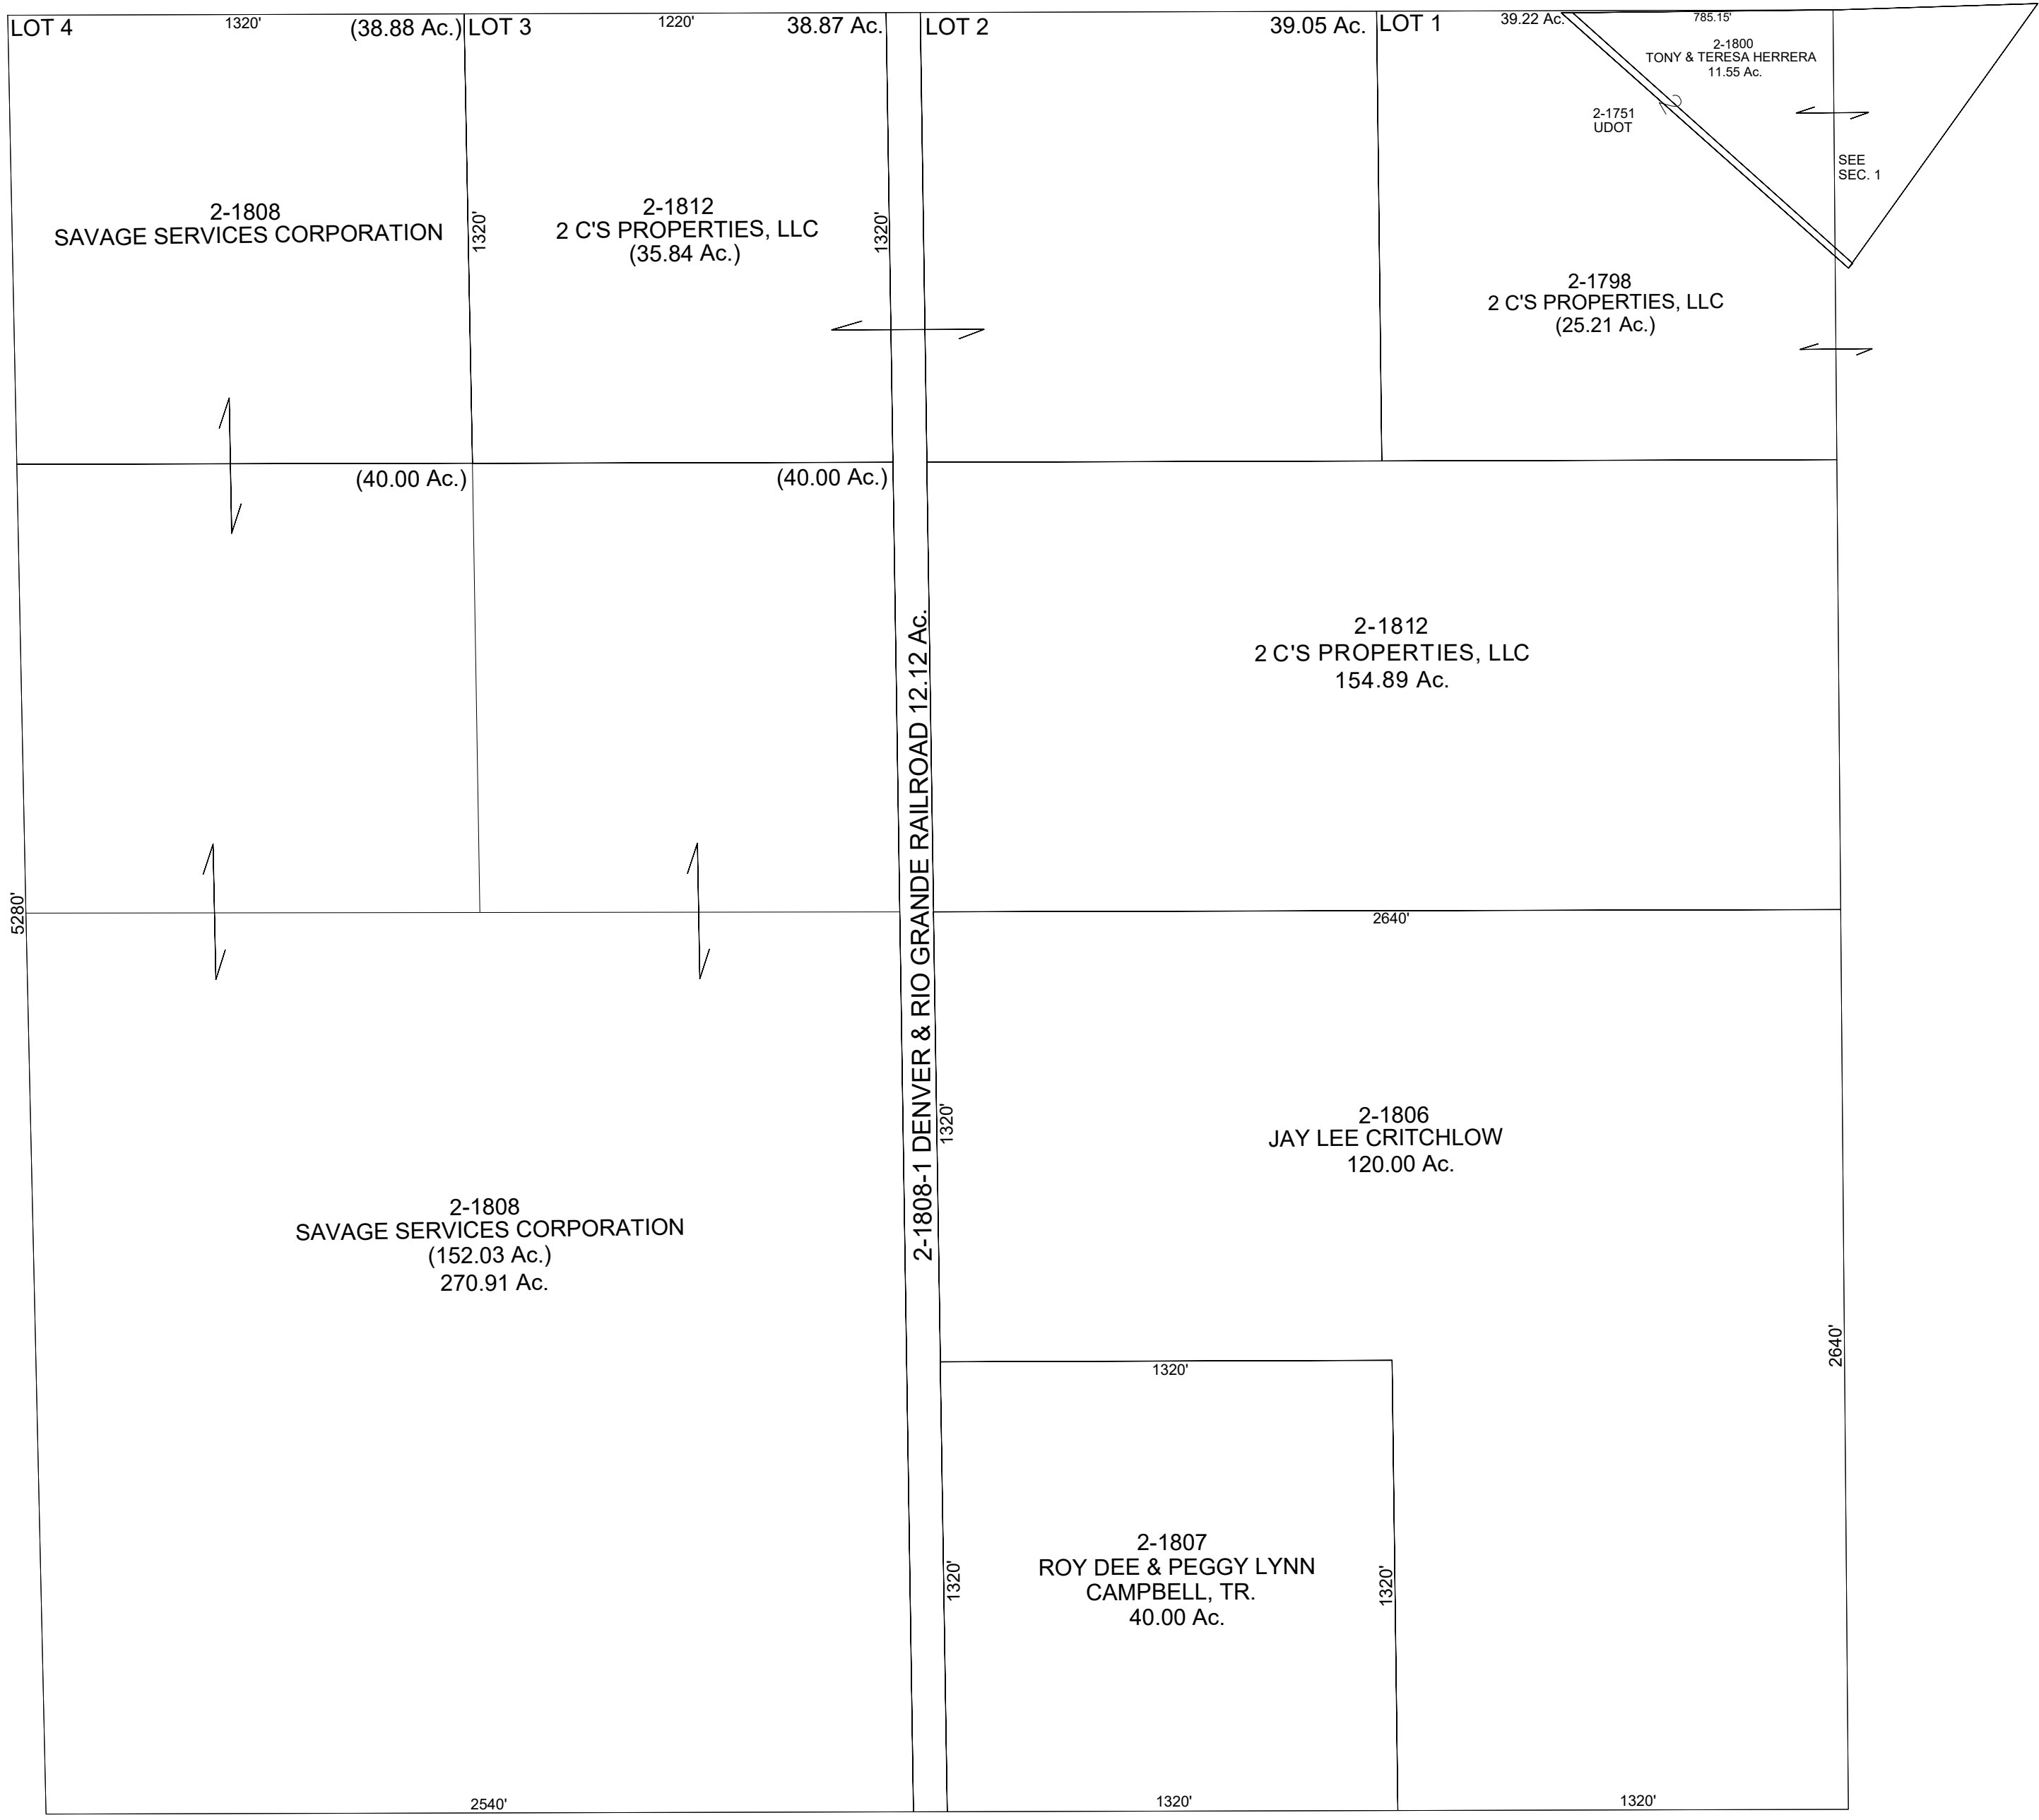 LOT 4
1320'
(38.88 Ac.)
LOT 3
1220'
38.87 Ac.
LOT 2
39.05 Ac.
LOT 1
39.22 Ac.
785.15'
2-1800
TONY & TERESA HERRERA
11.55 Ac.
2-1751
UDOT
SEE
SEC. 1
2-1808
SAVAGE SERVICES CORPORATION
1320'
2-1812
2 C'S PROPERTIES, LLC
(35.84 Ac.)
1320'
2-1798
2 C'S PROPERTIES, LLC
(25.21 Ac.)
(40.00 Ac.)
(40.00 Ac.)
2-1812
2 C'S PROPERTIES, LLC
154.89 Ac.
5280'
2-1808-1 DENVER & RIO GRANDE RAILROAD 12.12 Ac.
2640'
1320'
2-1806
JAY LEE CRITCHLOW
120.00 Ac.
2-1808
SAVAGE SERVICES CORPORATION
(152.03 Ac.)
270.91 Ac.
2640'
1320'
1320'
2-1807
ROY DEE & PEGGY LYNN
CAMPBELL, TR.
40.00 Ac.
1320'
2540'
1320'
1320'